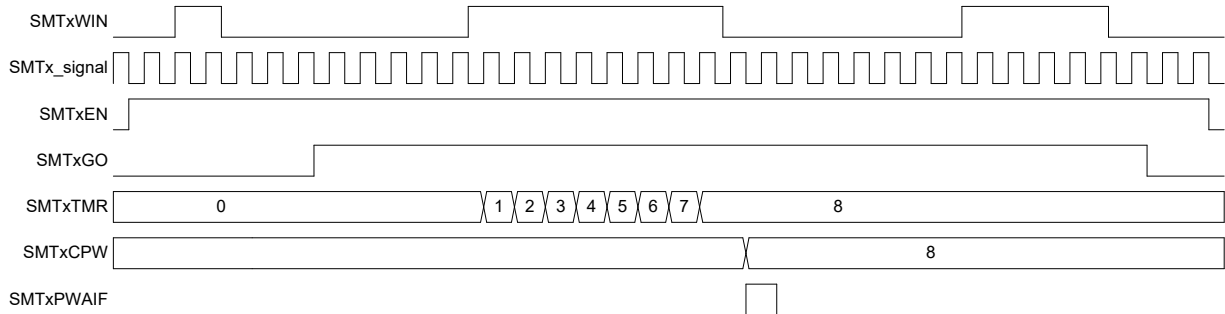 SMTxWIN
SMTx_signal
SMTxEN
SMTxGO
SMTxTMR 0 1 2 3 4 5 6 7 8
SMTxCPW 8
SMTxPWAIF